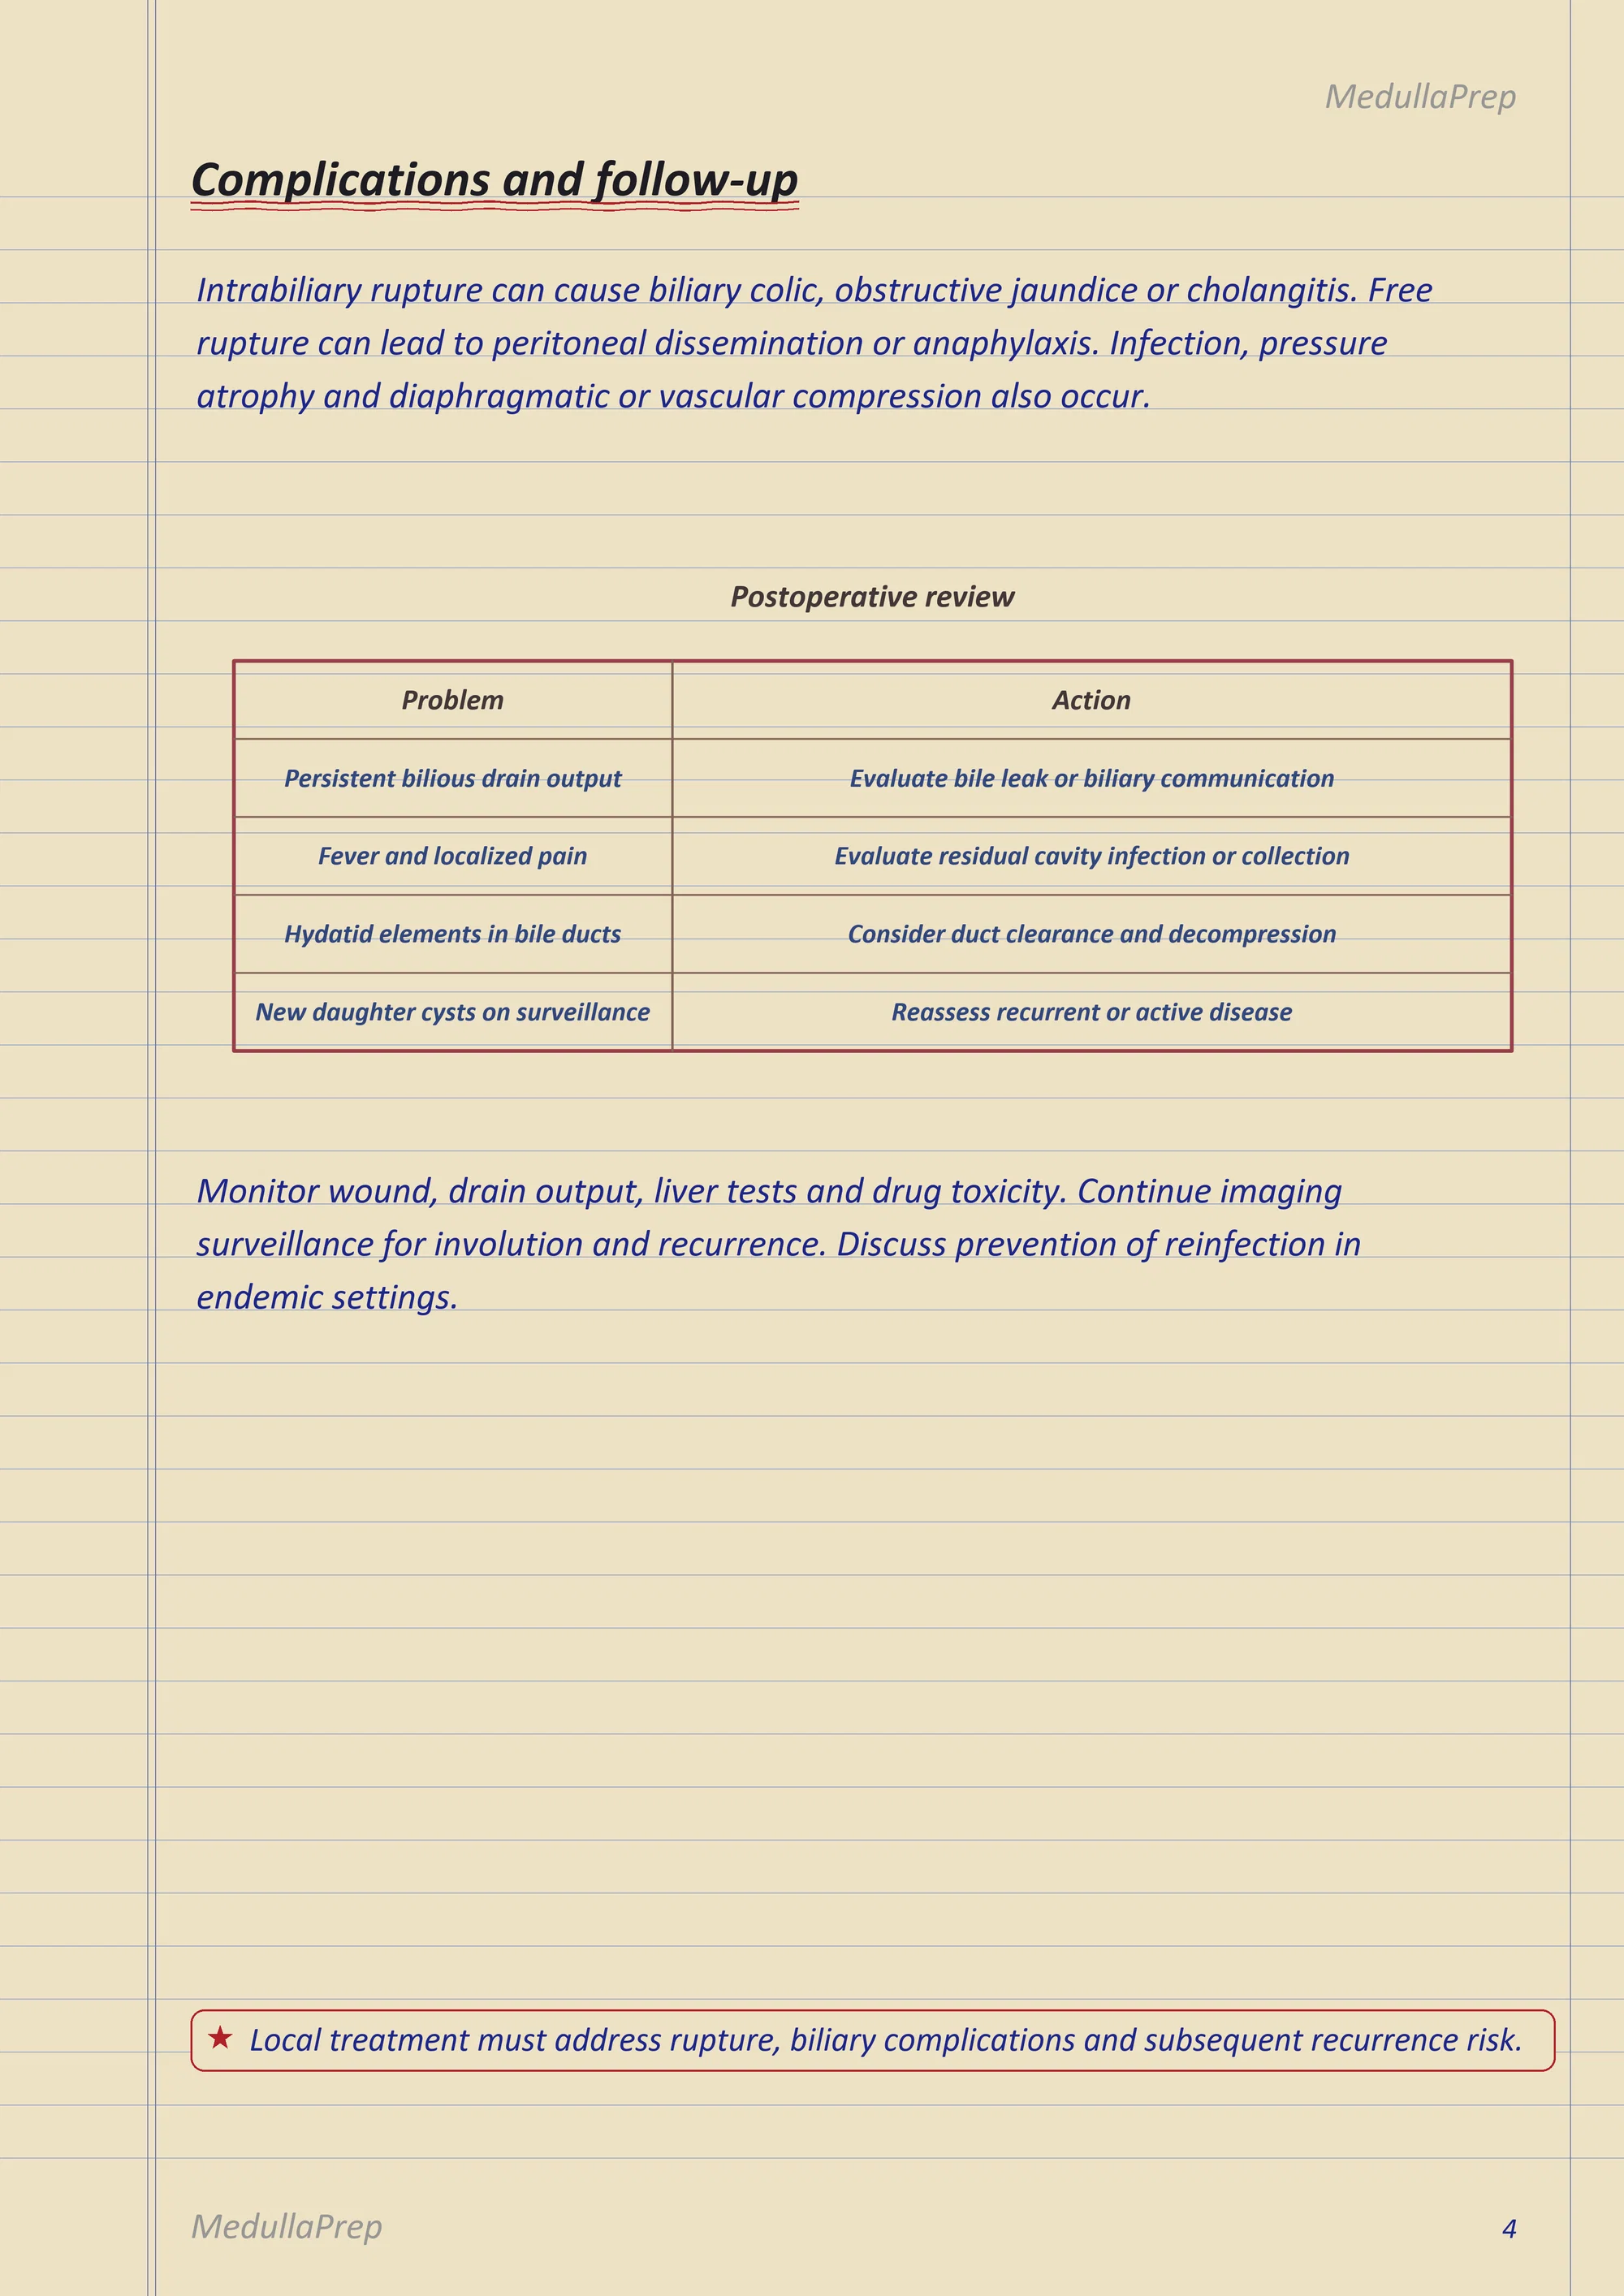 MedullaPrep
Complications and follow-up
Intrabiliary rupture can cause biliary colic, obstructive jaundice or cholangitis. Free
rupture can lead to peritoneal dissemination or anaphylaxis. Infection, pressure
atrophy and diaphragmatic or vascular compression also occur.
Postoperative review
Problem Action
Persistent bilious drain output Evaluate bile leak or biliary communication
Fever and localized pain Evaluate residual cavity infection or collection
Hydatid elements in bile ducts Consider duct clearance and decompression
New daughter cysts on surveillance Reassess recurrent or active disease
Monitor wound, drain output, liver tests and drug toxicity. Continue imaging
surveillance for involution and recurrence. Discuss prevention of reinfection in
endemic settings.
★ Local treatment must address rupture, biliary complications and subsequent recurrence risk.
MedullaPrep 4